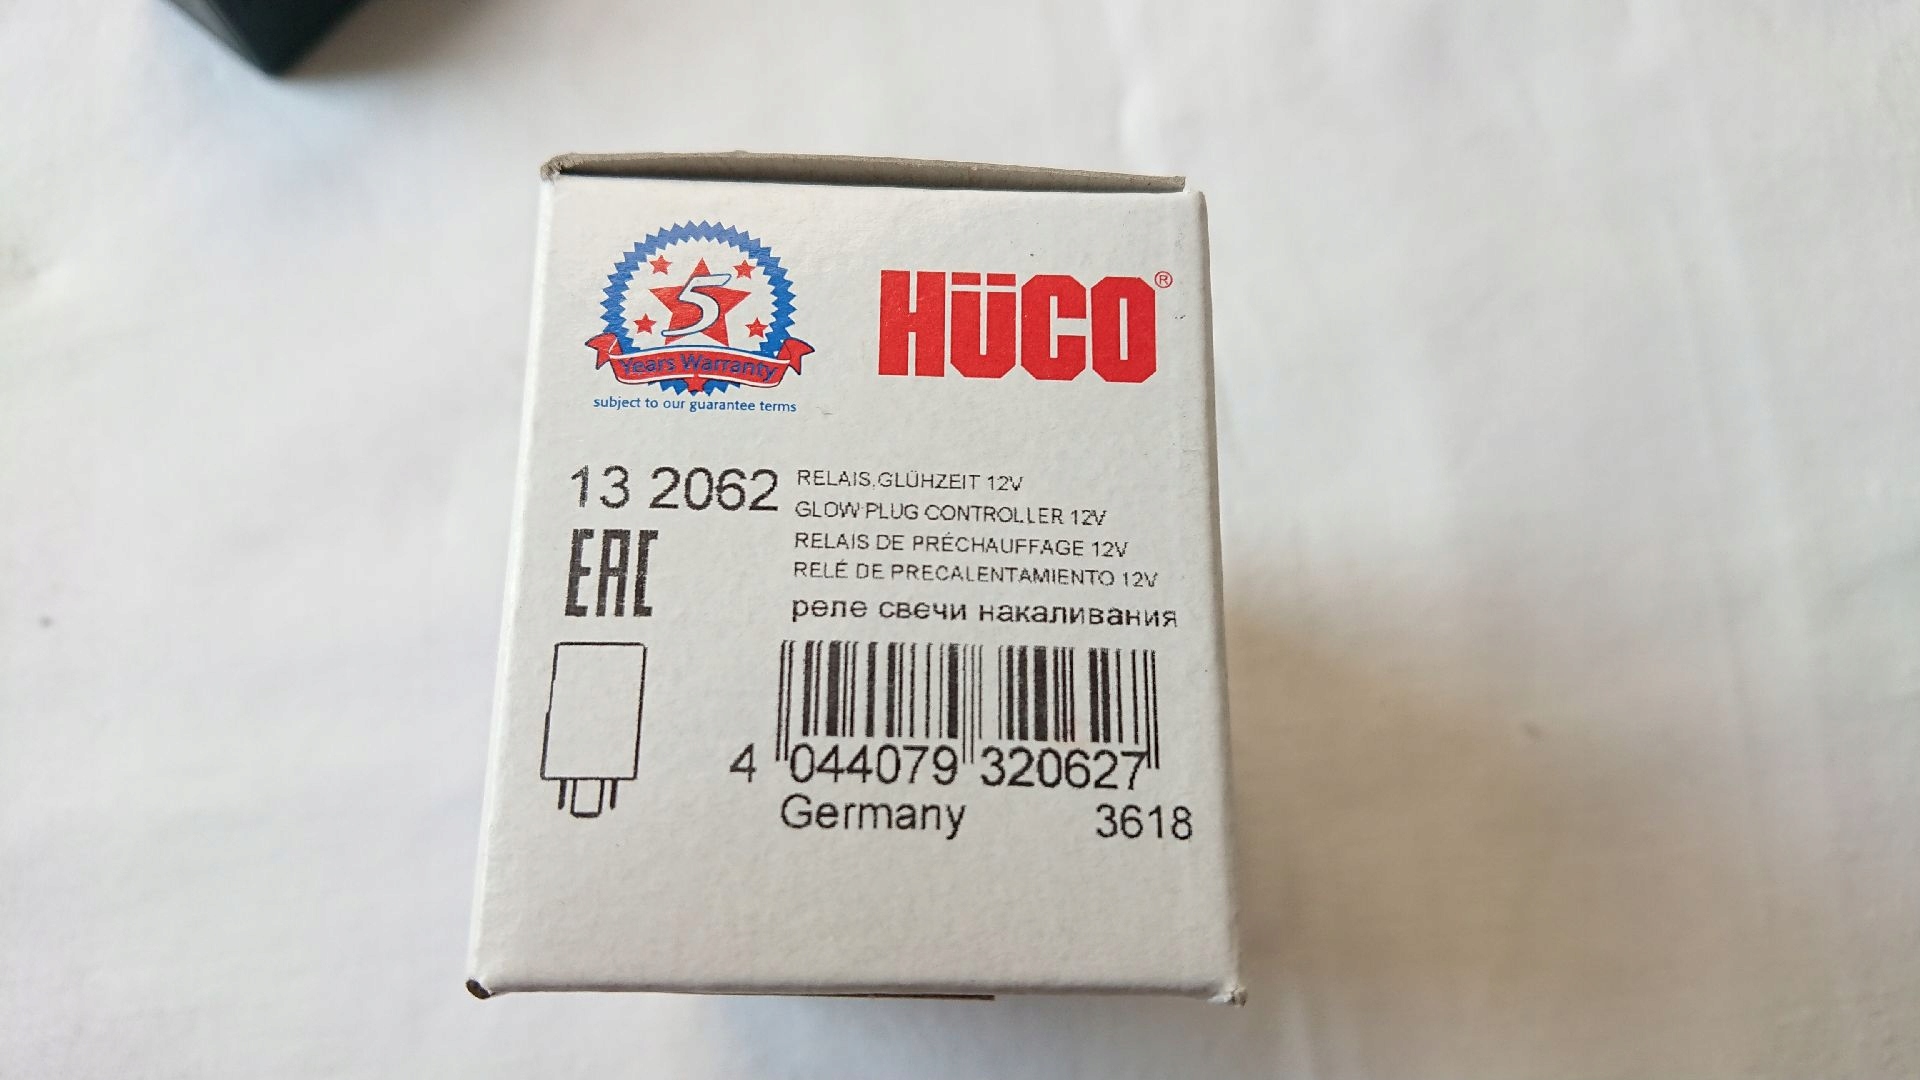 5
Years Warranty
subject to our guarantee terms
HÜCO®
13 2062
RELAIS,GLÜHZEIT 12V
GLOW PLUG CONTROLLER 12V
RELAIS DE PRÉCHAUFFAGE 12V
RELÉ DE PRECALENTAMIENTO 12V
реле свечи накаливания
EAC
4 044079 320627
Germany 3618